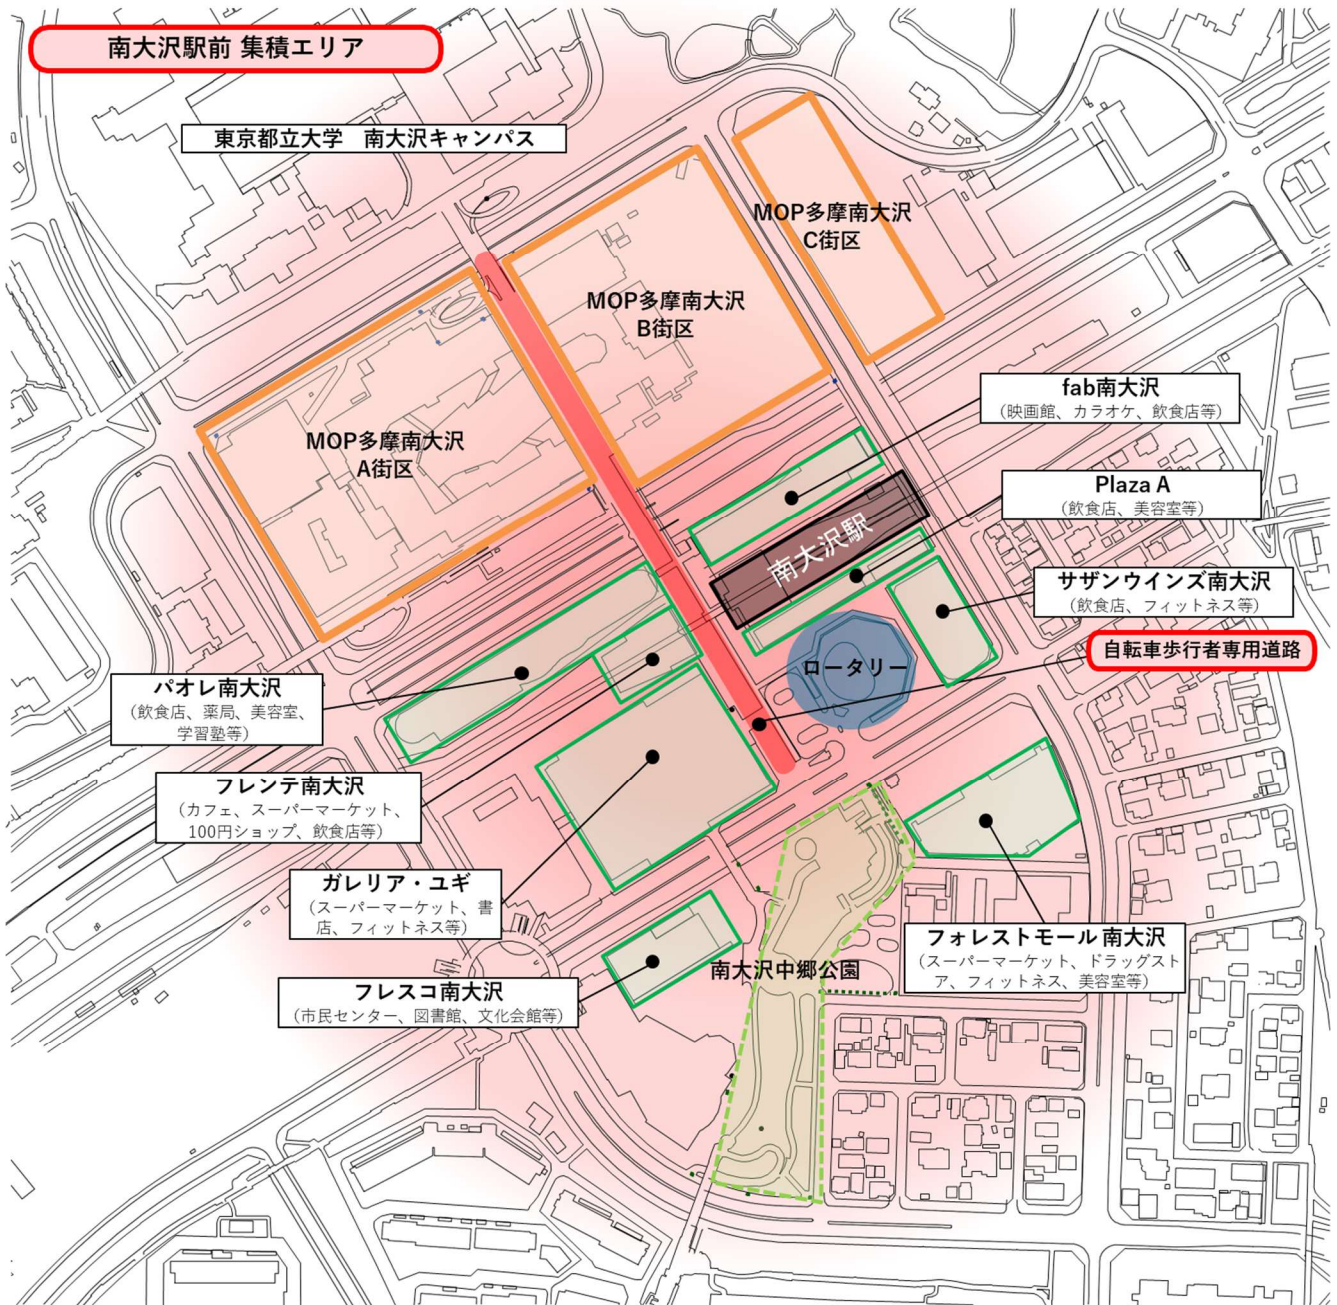 南大沢駅前 集積エリア
東京都立大学　南大沢キャンパス
MOP多摩南大沢
C街区
MOP多摩南大沢
B街区
MOP多摩南大沢
A街区
fab南大沢
（映画館、カラオケ、飲食店等）
Plaza A
（飲食店、美容室等）
南大沢駅
サザンウインズ南大沢
（飲食店、フィットネス等）
自転車歩行者専用道路
ロータリー
パオレ南大沢
（飲食店、薬局、美容室、
学習塾等）
フレンテ南大沢
（カフェ、スーパーマーケット、
100円ショップ、飲食店等）
ガレリア・ユギ
（スーパーマーケット、書
店、フィットネス等）
フォレストモール 南大沢
（スーパーマーケット、ドラッグスト
ア、フィットネス、美容室等）
南大沢中郷公園
フレスコ南大沢
（市民センター、図書館、文化会館等）